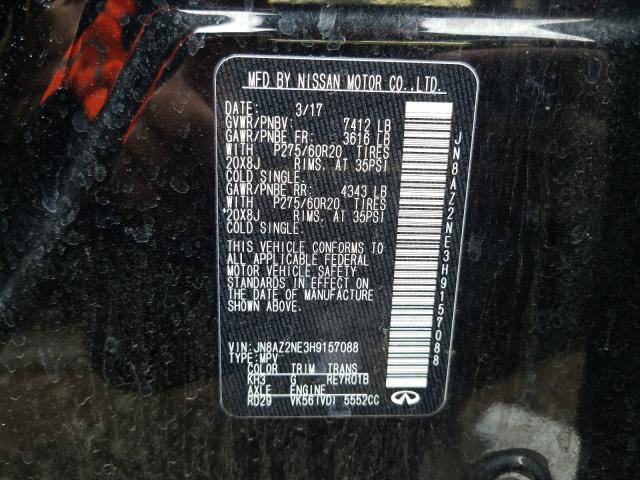 MFD BY NISSAN MOTOR CO.,LTD.
DATE: 3/17
GVWR/PNBV: 7412 LB
GAWR/PNBE FR: 3616 LB
WITH P275/60R20 TIRES
20X8J RIMS, AT 35PSI
COLD SINGLE.
GAWR/PNBE RR: 4343 LB
WITH P275/60R20 TIRES
20X8J RIMS, AT 35PSI
COLD SINGLE.
THIS VEHICLE CONFORMS TO
ALL APPLICABLE FEDERAL
MOTOR VEHICLE SAFETY
STANDARDS IN EFFECT ON
THE DATE OF MANUFACTURE
SHOWN ABOVE.
VIN:JN8AZ2NE3H9157088
TYPE:MPV
COLOR TRIM TRANS
KH3 G RE7R01B
AXLE ENGINE
RD29 VK56(VD) 5552CC
JN8AZ2NE3H9157088